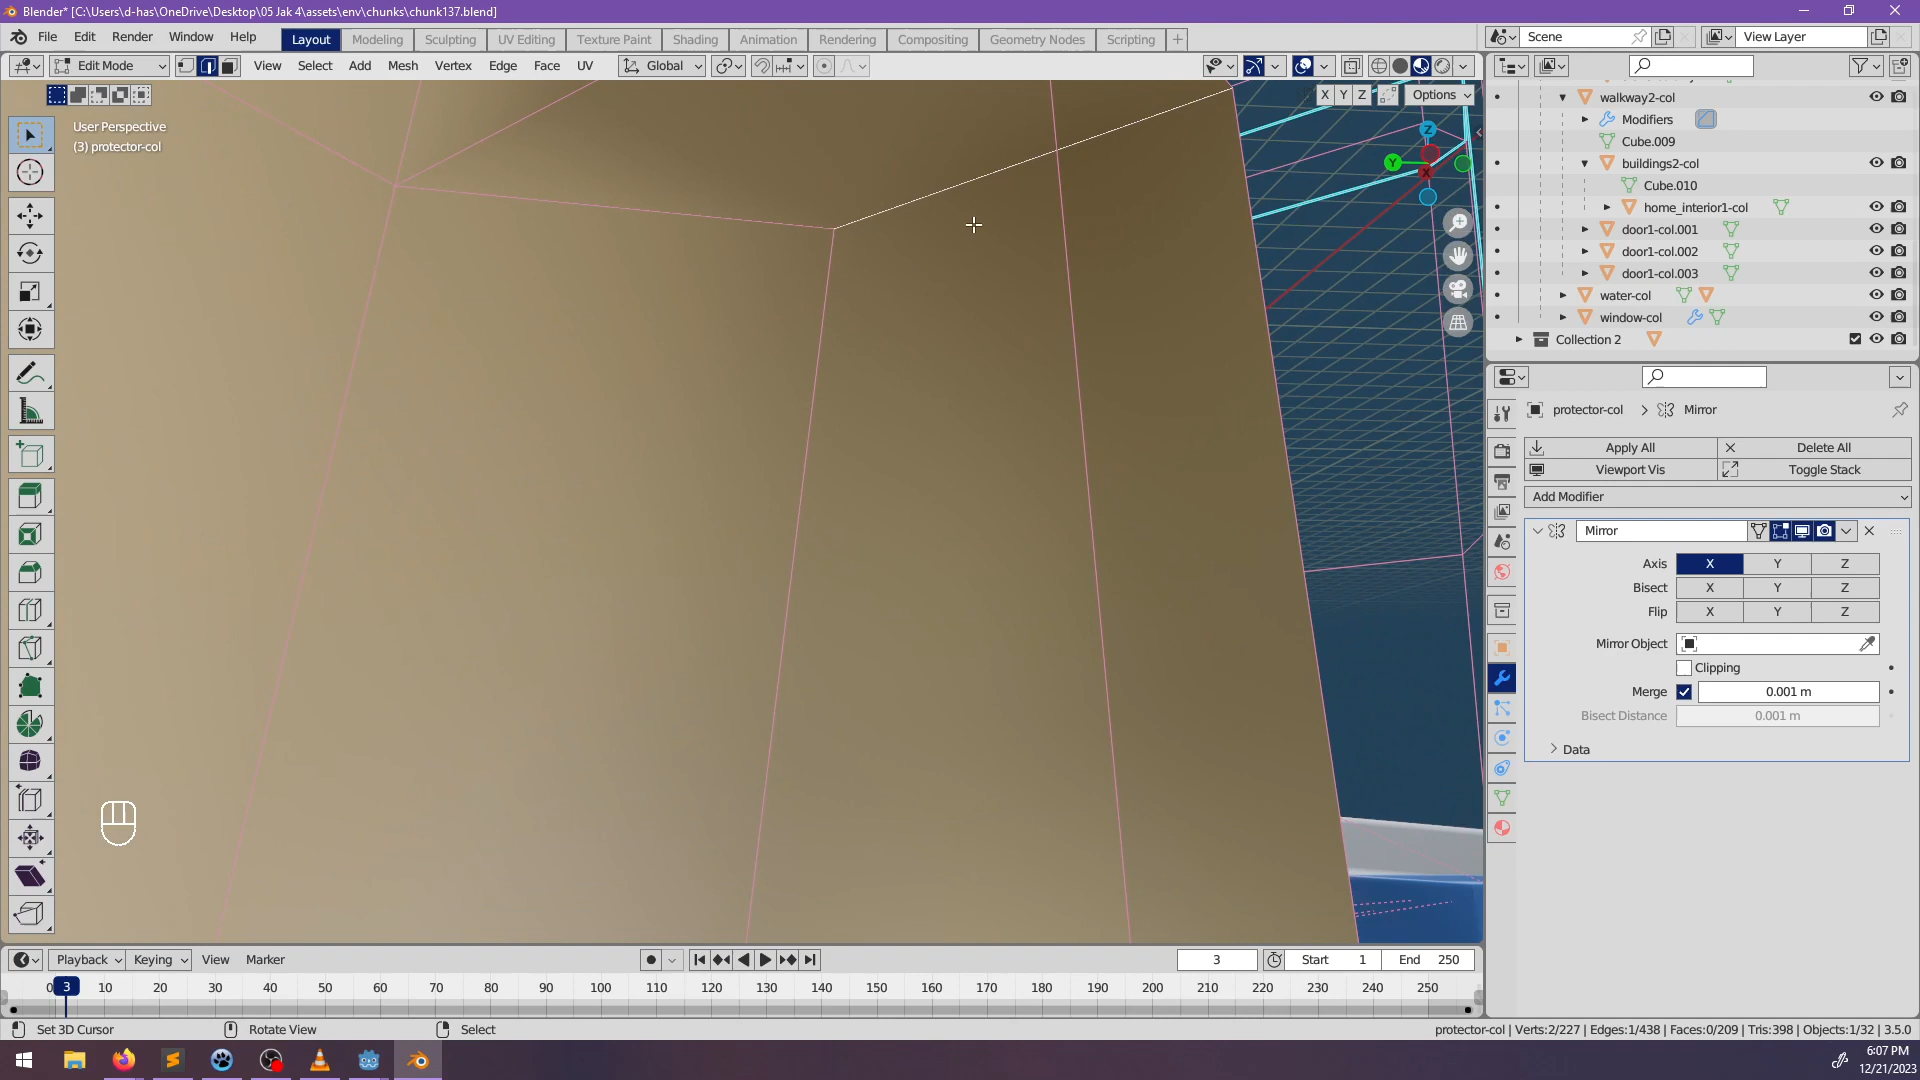 Blender* [C:\Users\d-has\OneDrive\Desktop\05 Jak 4\assets\env\chunks\chunk137.blend]
File Edit Render Window Help Layout Modeling Sculpting UV Editing Texture Paint Shading Animation Rendering Compositing Geometry Nodes Scripting + Scene View Layer
Edit Mode View Select Add Mesh Vertex Edge Face UV Global
X Y Z Options
User Perspective
(3) protector-col
Z
Y
X
walkway2-col
Modifiers
Cube.009
buildings2-col
Cube.010
home_interior1-col
door1-col.001
door1-col.002
door1-col.003
water-col
window-col
Collection 2
protector-col > Mirror
Apply All Delete All
Viewport Vis Toggle Stack
Add Modifier
Mirror
Axis X Y Z
Bisect X Y Z
Flip X Y Z
Mirror Object
Clipping
Merge 0.001 m
Bisect Distance 0.001 m
Data
Playback Keying View Marker 3 Start 1 End 250
0 3 10 20 30 40 50 60 70 80 90 100 110 120 130 140 150 160 170 180 190 200 210 220 230 240 250
Set 3D Cursor Rotate View Select protector-col | Verts:2/227 | Edges:1/438 | Faces:0/209 | Tris:398 | Objects:1/32 | 3.5.0
6:07 PM
12/21/2023